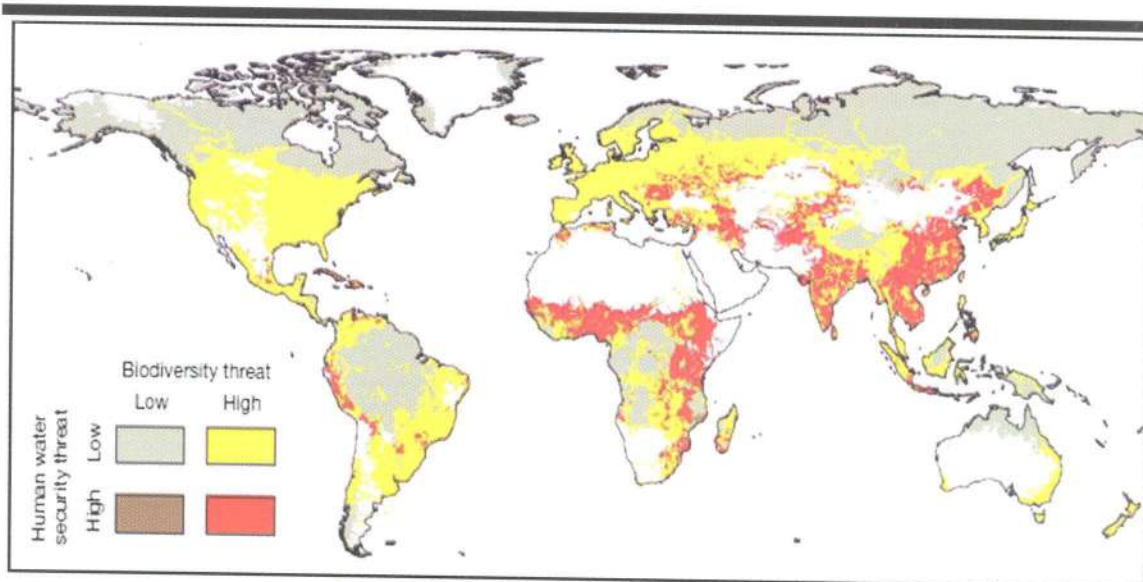 Biodiversity threat
Low High
Human water
security threat
Low
High